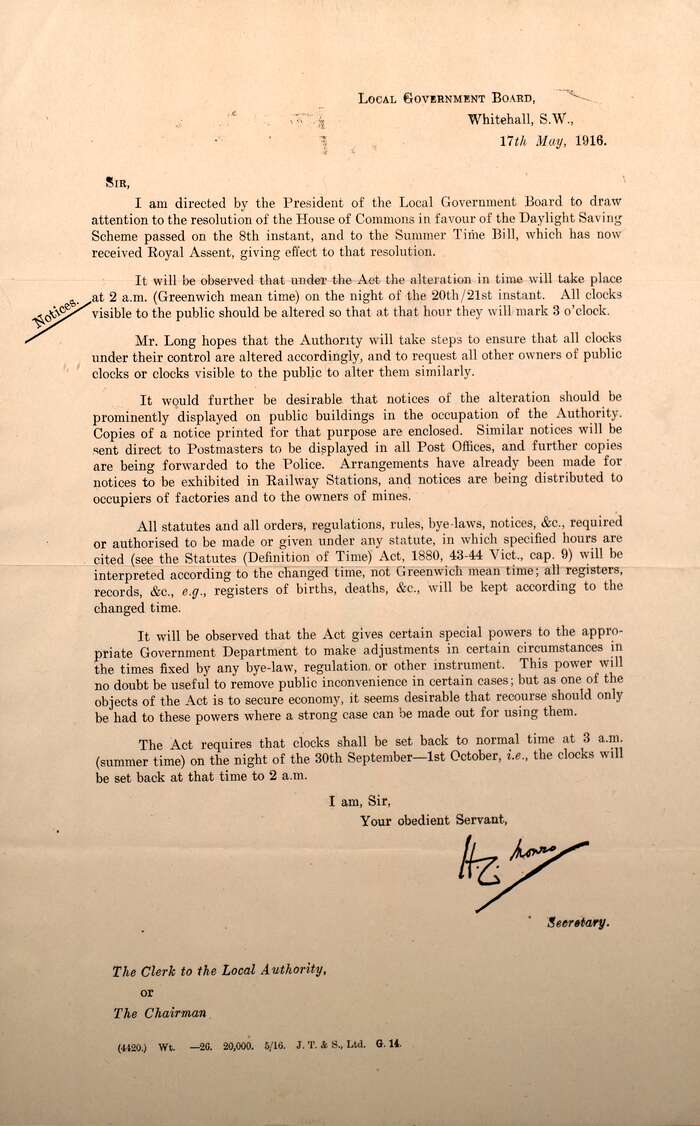 LOCAL GOVERNMENT BOARD,
Whitehall, S.W.,
17th May, 1916.
SIR,
I am directed by the President of the Local Government Board to draw
attention to the resolution of the House of Commons in favour of the Daylight Saving
Scheme passed on the 8th instant, and to the Summer Time Bill, which has now
received Royal Assent, giving effect to that resolution.
It will be observed that under the Act the alteration in time will take place
at 2 a.m. (Greenwich mean time) on the night of the 20th/21st instant. All clocks
visible to the public should be altered so that at that hour they will mark 3 o'clock.
Notices.
Mr. Long hopes that the Authority will take steps to ensure that all clocks
under their control are altered accordingly, and to request all other owners of public
clocks or clocks visible to the public to alter them similarly.
It would further be desirable that notices of the alteration should be
prominently displayed on public buildings in the occupation of the Authority.
Copies of a notice printed for that purpose are enclosed. Similar notices will be
sent direct to Postmasters to be displayed in all Post Offices, and further copies
are being forwarded to the Police. Arrangements have already been made for
notices to be exhibited in Railway Stations, and notices are being distributed to
occupiers of factories and to the owners of mines.
All statutes and all orders, regulations, rules, bye-laws, notices, &c., required
or authorised to be made or given under any statute, in which specified hours are
cited (see the Statutes (Definition of Time) Act, 1880, 43-44 Vict., cap. 9) will be
interpreted according to the changed time, not Greenwich mean time; all registers,
records, &c., e.g., registers of births, deaths, &c., will be kept according to the
changed time.
It will be observed that the Act gives certain special powers to the appro-
priate Government Department to make adjustments in certain circumstances in
the times fixed by any bye-law, regulation or other instrument. This power will
no doubt be useful to remove public inconvenience in certain cases; but as one of the
objects of the Act is to secure economy, it seems desirable that recourse should only
be had to these powers where a strong case can be made out for using them.
The Act requires that clocks shall be set back to normal time at 3 a.m.
(summer time) on the night of the 30th September—1st October, i.e., the clocks will
be set back at that time to 2 a.m.
I am, Sir,
Your obedient Servant,
H.C. Monro
Secretary.
The Clerk to the Local Authority,
or
The Chairman
(4420.) Wt. —26. 20,000. 5/16. J. T. & S., Ltd. G. 14.